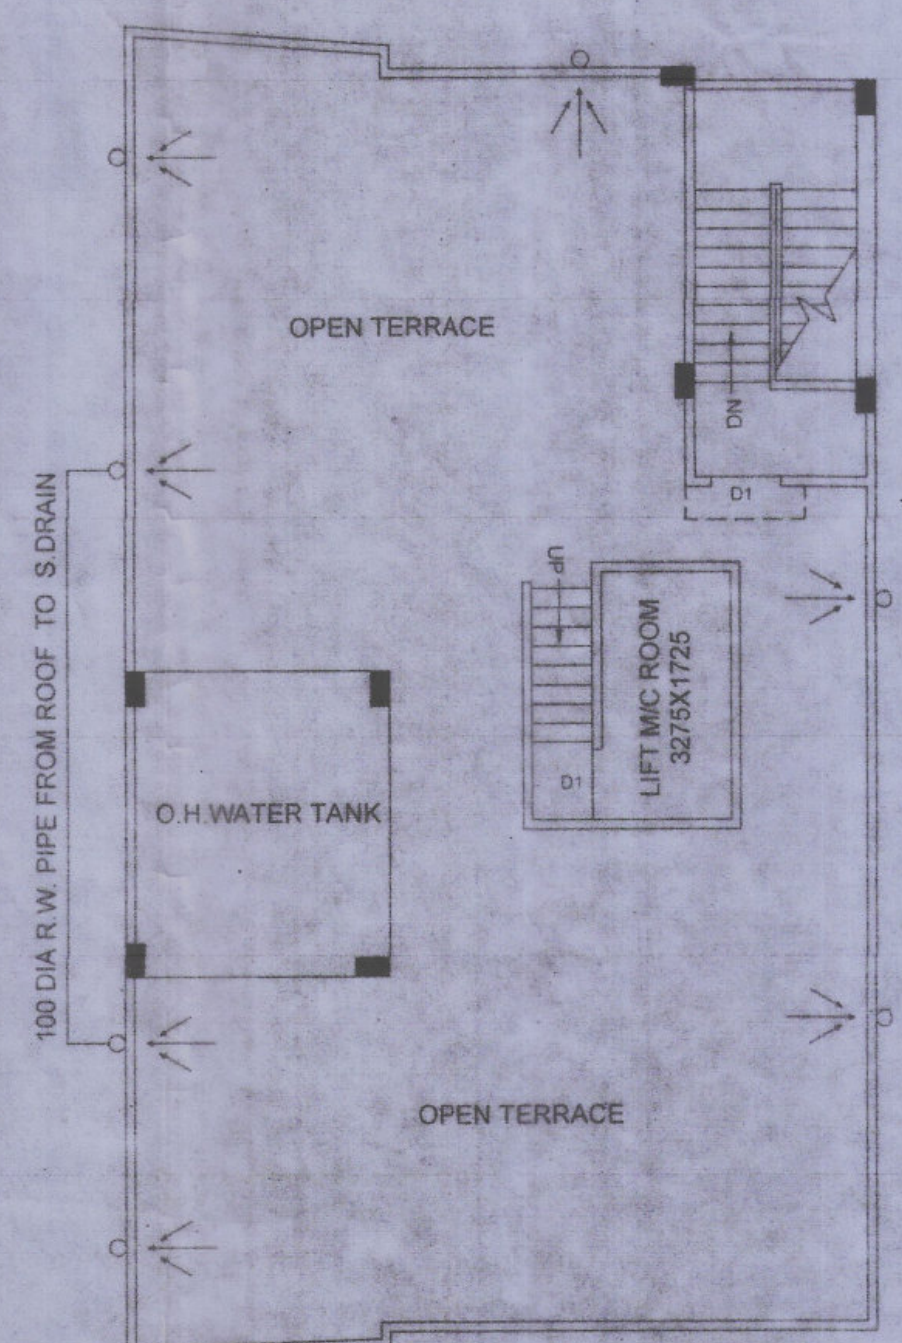 OPEN TERRACE
DN
D1
UP
LIFT M/C ROOM
3275X1725
D1
O.H.WATER TANK
100 DIA R.W. PIPE FROM ROOF TO S.DRAIN
OPEN TERRACE